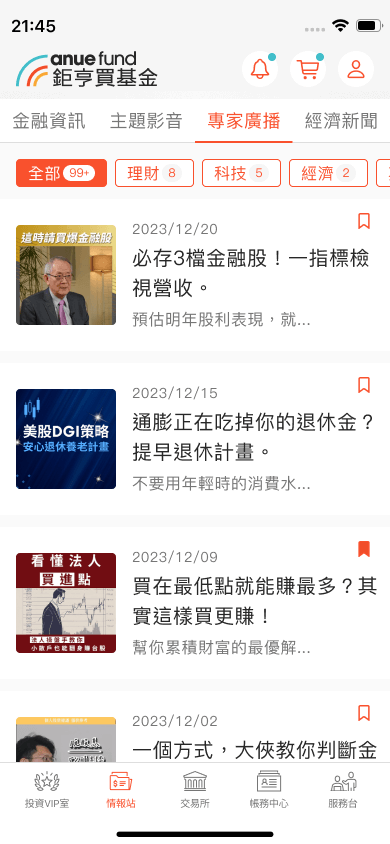 21:45
anue fund
鉅亨買基金
金融資訊 主題影音 專家廣播 經濟新聞
全部 99+ 理財 8 科技 5 經濟 2
這時請買爆金融股
2023/12/20
必存3檔金融股！一指標檢
視營收。
預估明年股利表現，就...
美股DGI策略
安心退休養老計畫
2023/12/15
通膨正在吃掉你的退休金？
提早退休計畫。
不要用年輕時的消費水...
看懂法人
買進點
法人操盤手教你
小散戶也能翻身賺台股
2023/12/09
買在最低點就能賺最多？其
實這樣買更賺！
幫你累積財富的最優解...
2023/12/02
一個方式，大俠教你判斷金
投資VIP室 情報站 交易所 帳務中心 服務台